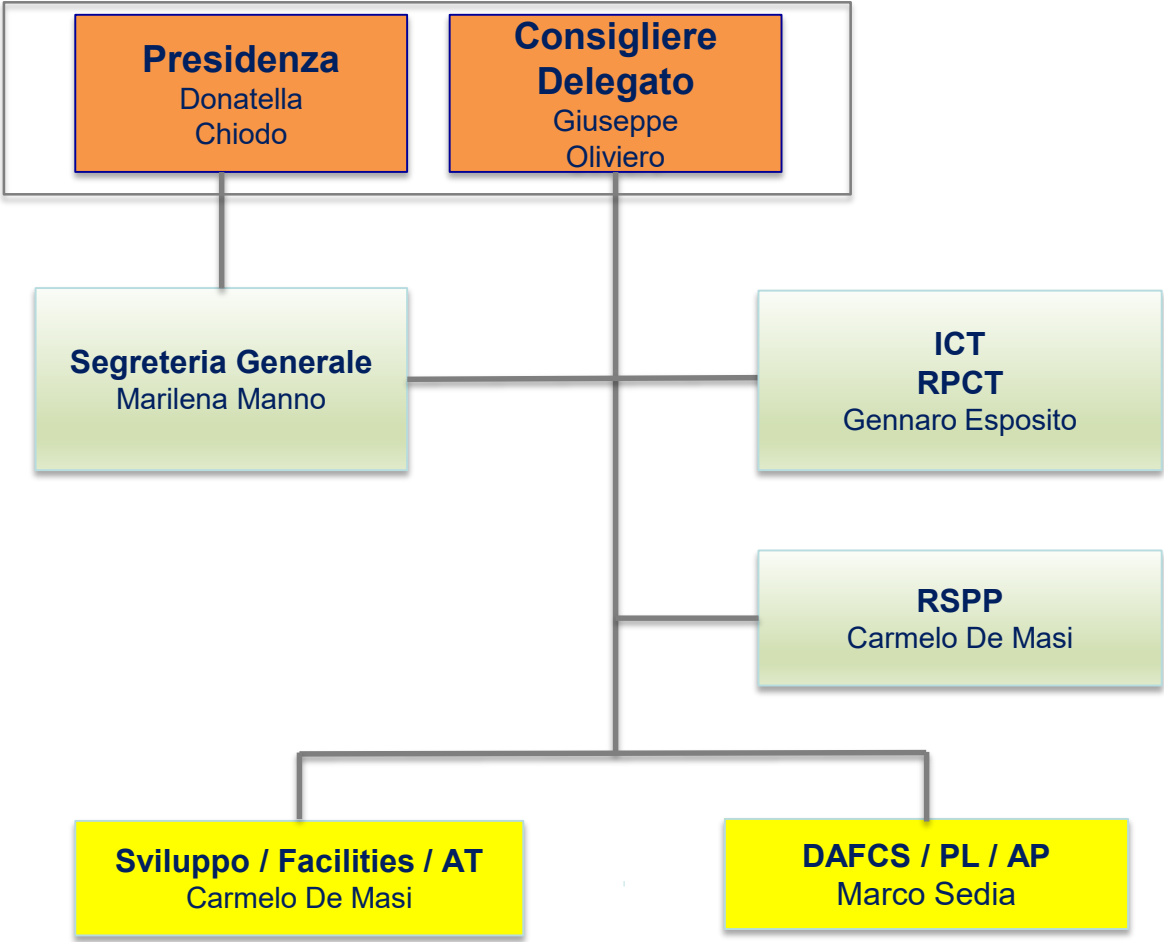 Presidenza
Donatella
Chiodo
Consigliere
Delegato
Giuseppe
Oliviero
Segreteria Generale
Marilena Manno
ICT
RPCT
Gennaro Esposito
RSPP
Carmelo De Masi
Sviluppo / Facilities / AT
Carmelo De Masi
DAFCS / PL / AP
Marco Sedia